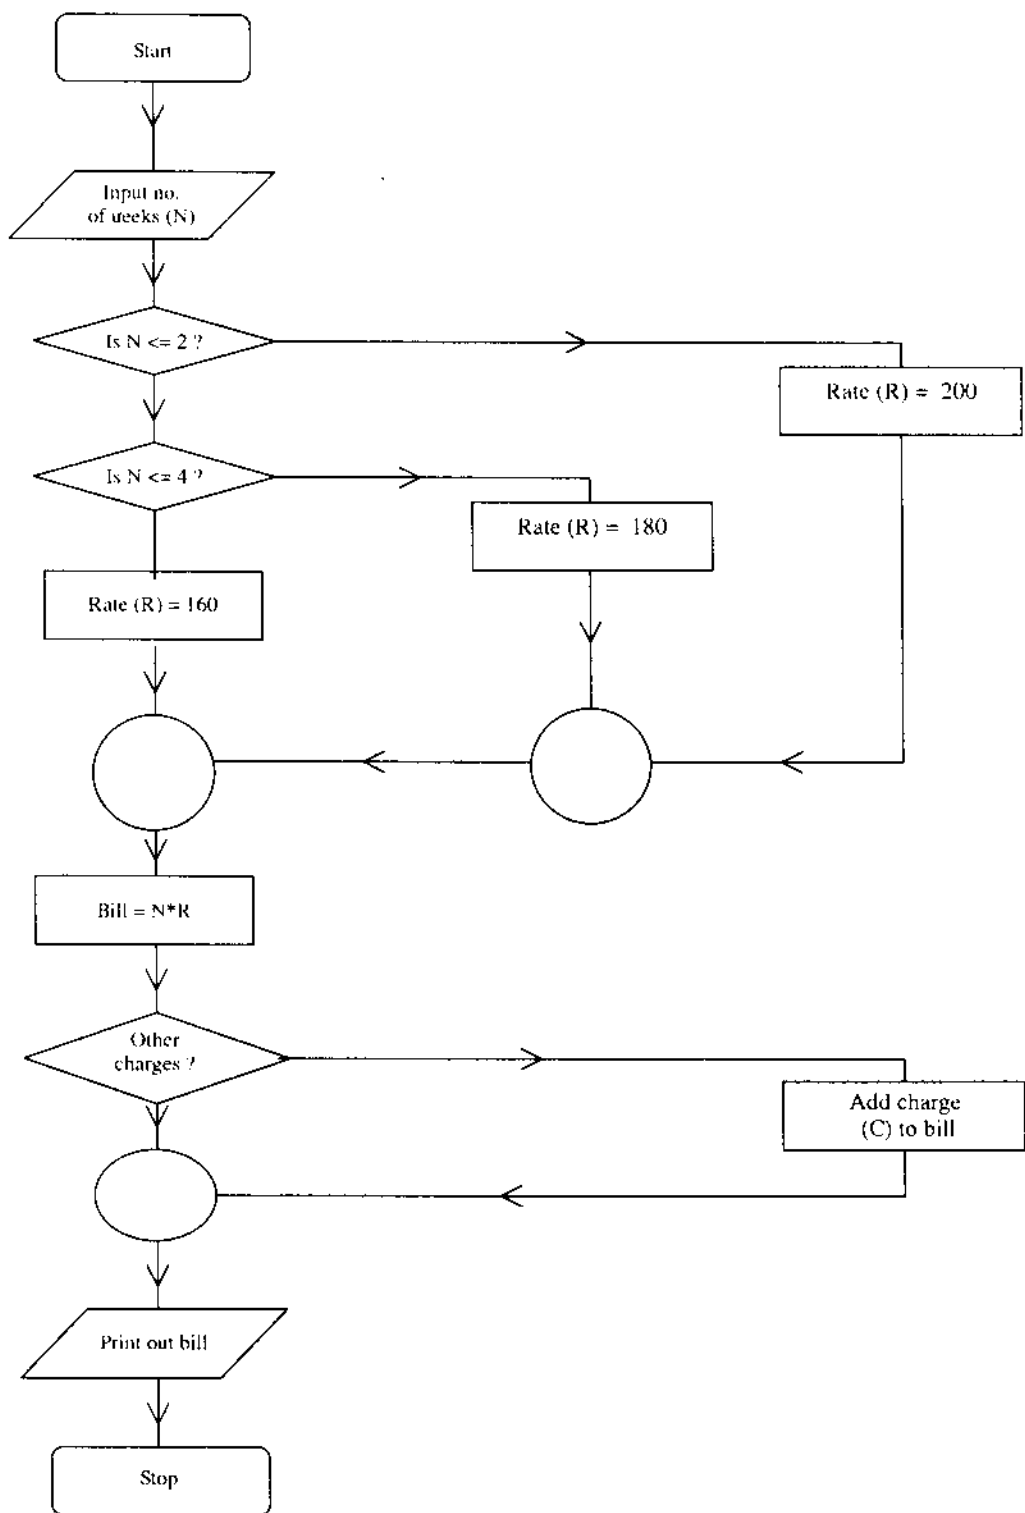 Start
Input no.
of weeks (N)
Is N <= 2 ?
Rate (R) = 200
Is N <= 4 ?
Rate (R) = 180
Rate (R) = 160
Bill = N*R
Other
charges ?
Add charge
(C) to bill
Print out bill
Stop